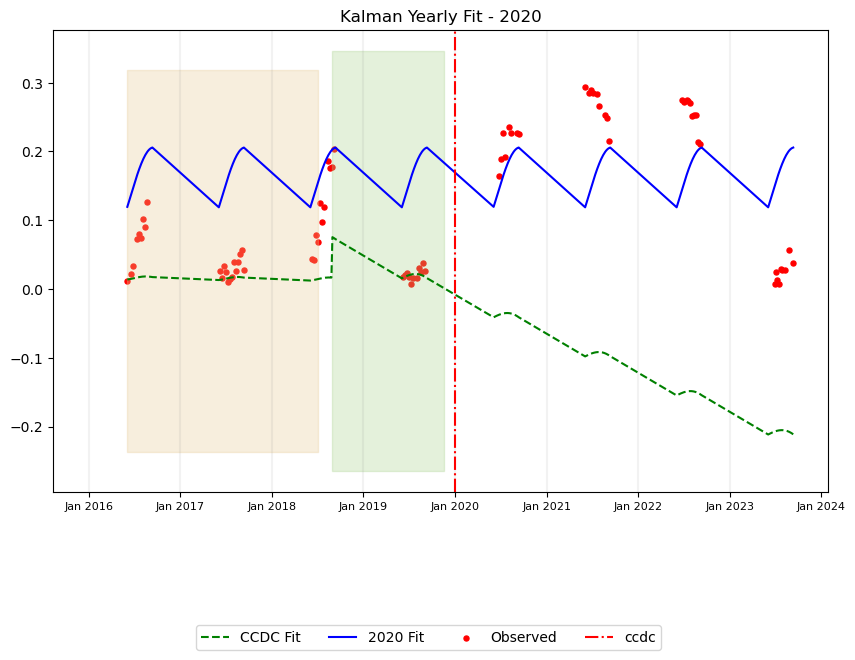 Kalman Yearly Fit - 2020
0.3
0.2
0.1
0.0
−0.1
−0.2
Jan 2016 Jan 2017 Jan 2018 Jan 2019 Jan 2020 Jan 2021 Jan 2022 Jan 2023 Jan 2024
CCDC Fit 2020 Fit Observed ccdc